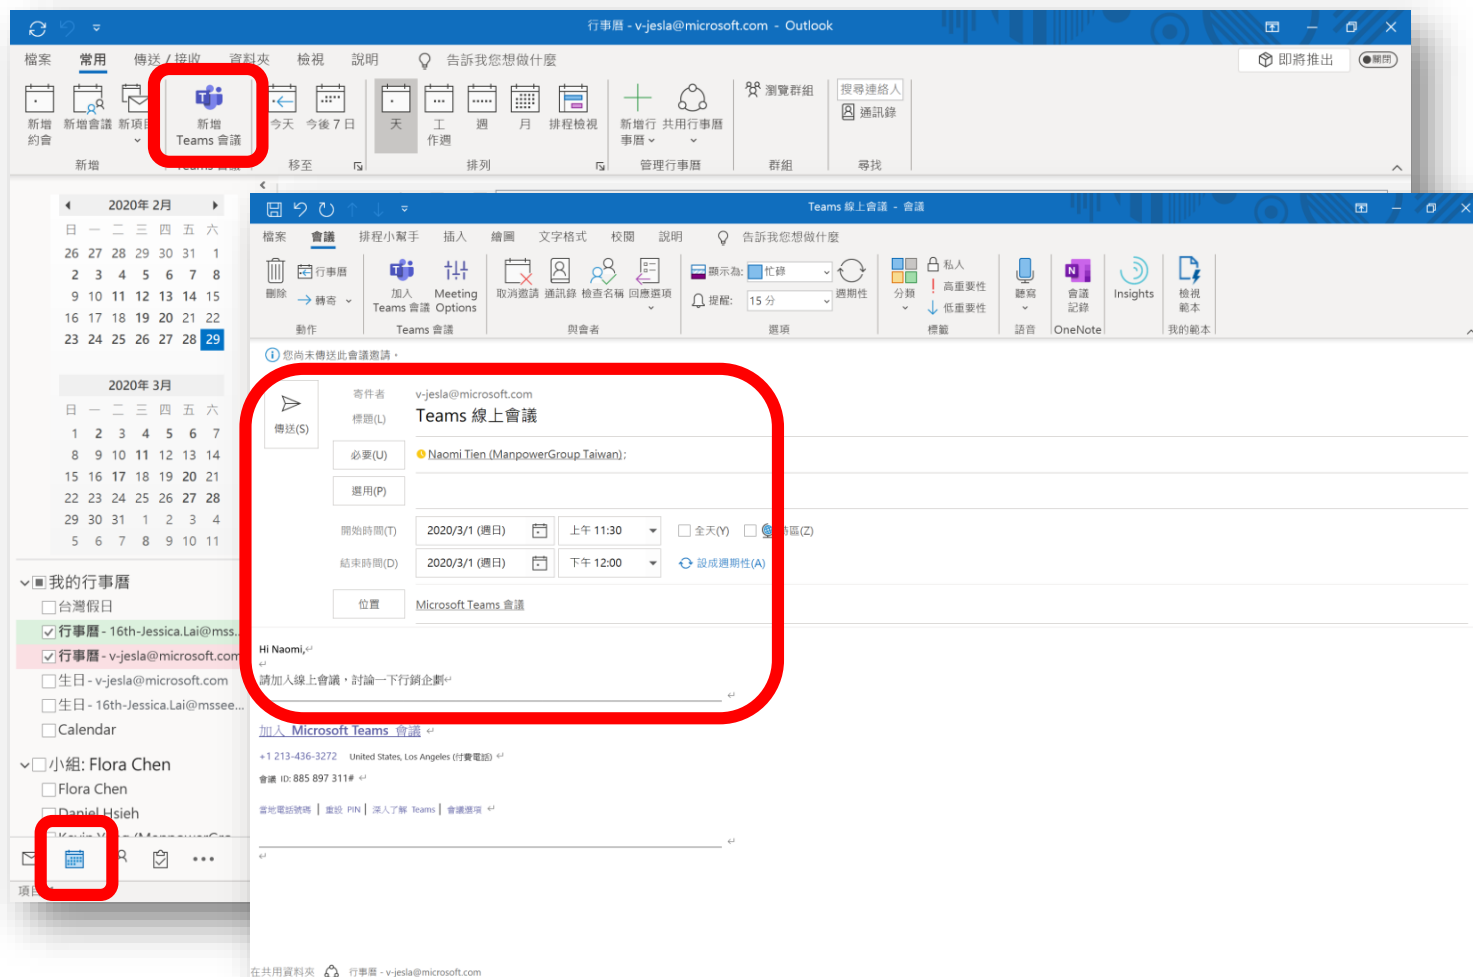 行事曆 - v-jesla@microsoft.com - Outlook
檔案 常用 傳送 / 接收 資料夾 檢視 說明 告訴我您想做什麼 即將推出 關閉
新增約會 新增會議 新項目 新增 Teams 會議 今天 今後 7 日 天 工作週 週 月 排程檢視 新增行事曆 共用行事曆 瀏覽群組 搜尋連絡人 通訊錄
新增 Teams 會議 移至 排列 管理行事曆 群組 尋找
2020年 2月
日 一 二 三 四 五 六
26 27 28 29 30 31 1
2 3 4 5 6 7 8
9 10 11 12 13 14 15
16 17 18 19 20 21 22
23 24 25 26 27 28 29
2020年 3月
日 一 二 三 四 五 六
1 2 3 4 5 6 7
8 9 10 11 12 13 14
15 16 17 18 19 20 21
22 23 24 25 26 27 28
29 30 31 1 2 3 4
5 6 7 8 9 10 11
我的行事曆
台灣假日
行事曆 - 16th-Jessica.Lai@mss...
行事曆 - v-jesla@microsoft.com
生日 - v-jesla@microsoft.com
生日 - 16th-Jessica.Lai@mssee...
Calendar
小組: Flora Chen
Flora Chen
Daniel Hsieh
Teams 線上會議 - 會議
檔案 會議 排程小幫手 插入 繪圖 文字格式 校閱 說明 告訴我您想做什麼
刪除 行事曆 轉寄 加入 Teams 會議 Meeting Options 取消邀請 通訊錄 檢查名稱 回應選項 顯示為: 忙碌 提醒: 15 分 週期性 分類 私人 高重要性 低重要性 聽寫 會議記錄 Insights 檢視範本
動作 Teams 會議 與會者 選項 標籤 語音 OneNote 我的範本
您尚未傳送此會議邀請。
傳送(S)
寄件者 v-jesla@microsoft.com
標題(L) Teams 線上會議
必要(U) Naomi Tien (ManpowerGroup Taiwan);
選用(P)
開始時間(T) 2020/3/1 (週日) 上午 11:30 全天(Y) 時區(Z)
結束時間(D) 2020/3/1 (週日) 下午 12:00 設成週期性(A)
位置 Microsoft Teams 會議
Hi Naomi,
請加入線上會議，討論一下行銷企劃
加入 Microsoft Teams 會議
+1 213-436-3272 United States, Los Angeles (付費電話)
會議 ID: 885 897 311#
當地電話號碼 | 重設 PIN | 深入了解 Teams | 會議選項
在共用資料夾 行事曆 - v-jesla@microsoft.com